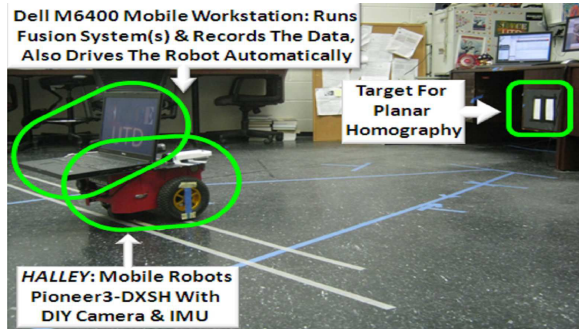 Dell M6400 Mobile Workstation: Runs
Fusion System(s) & Records The Data,
Also Drives The Robot Automatically
Target For
Planar
Homography
UTD
HALLEY: Mobile Robots
Pioneer3-DXSH With
DIY Camera & IMU